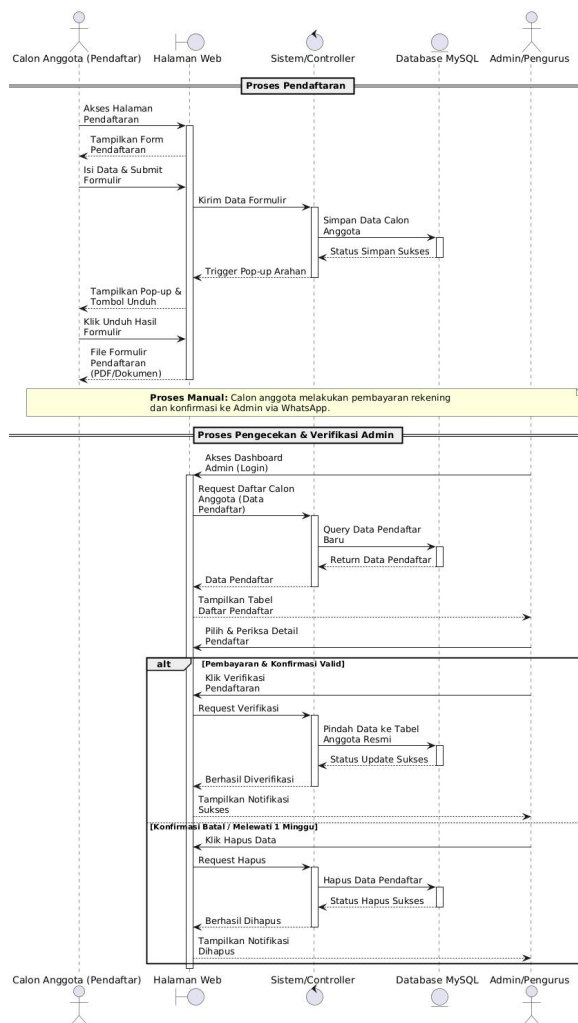 Calon Anggota (Pendaftar) Halaman Web Sistem/Controller Database MySQL Admin/Pengurus
Proses Pendaftaran
Akses Halaman
Pendaftaran
Tampilkan Form
Pendaftaran
Isi Data & Submit
Formulir
Kirim Data Formulir
Simpan Data Calon
Anggota
Status Simpan Sukses
Trigger Pop-up Arahan
Tampilkan Pop-up &
Tombol Unduh
Klik Unduh Hasil
Formulir
File Formulir
Pendaftaran
(PDF/Dokumen)
Proses Manual: Calon anggota melakukan pembayaran rekening
dan konfirmasi ke Admin via WhatsApp.
Proses Pengecekan & Verifikasi Admin
Akses Dashboard
Admin (Login)
Request Daftar Calon
Anggota (Data
Pendaftar)
Query Data Pendaftar
Baru
Return Data Pendaftar
Data Pendaftar
Tampilkan Tabel
Daftar Pendaftar
Pilih & Periksa Detail
Pendaftar
alt [Pembayaran & Konfirmasi Valid]
Klik Verifikasi
Pendaftaran
Request Verifikasi
Pindah Data ke Tabel
Anggota Resmi
Status Update Sukses
Berhasil Diverifikasi
Tampilkan Notifikasi
Sukses
[Konfirmasi Batal / Melewati 1 Minggu]
Klik Hapus Data
Request Hapus
Hapus Data Pendaftar
Status Hapus Sukses
Berhasil Dihapus
Tampilkan Notifikasi
Dihapus
Calon Anggota (Pendaftar) Halaman Web Sistem/Controller Database MySQL Admin/Pengurus